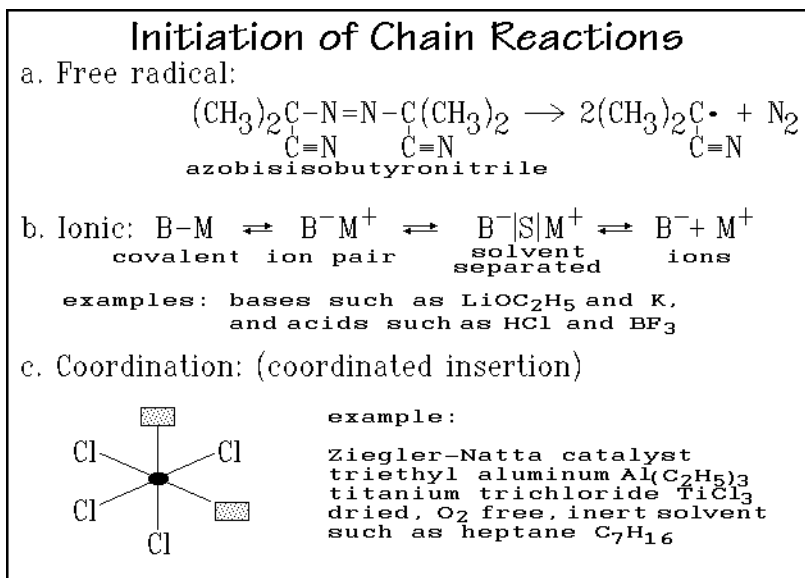 Initiation of Chain Reactions
a. Free radical:
(CH₃)₂C–N=N–C(CH₃)₂ → 2(CH₃)₂C• + N₂
C≡N C≡N C≡N
azobisisobutyronitrile
b. Ionic: B–M ⇌ B⁻M⁺ ⇌ B⁻|S|M⁺ ⇌ B⁻+ M⁺
covalent ion pair solvent separated ions
examples: bases such as LiOC₂H₅ and K,
and acids such as HCl and BF₃
c. Coordination: (coordinated insertion)
Cl Cl
Cl
Cl
example:
Ziegler–Natta catalyst
triethyl aluminum Al(C₂H₅)₃
titanium trichloride TiCl₃
dried, O₂ free, inert solvent
such as heptane C₇H₁₆